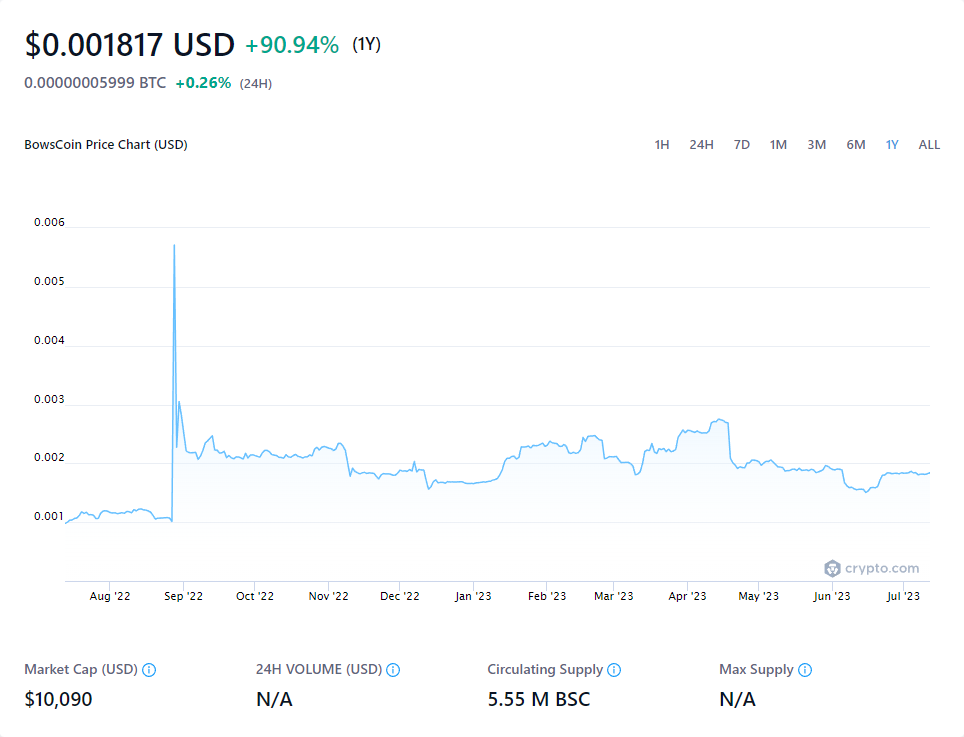 $0.001817 USD +90.94% (1Y)
0.00000005999 BTC +0.26% (24H)
BowsCoin Price Chart (USD) 1H 24H 7D 1M 3M 6M 1Y ALL
0.006
0.005
0.004
0.003
0.002
0.001
crypto.com
Aug '22 Sep '22 Oct '22 Nov '22 Dec '22 Jan '23 Feb '23 Mar '23 Apr '23 May '23 Jun '23 Jul '23
Market Cap (USD) 24H VOLUME (USD) Circulating Supply Max Supply
$10,090 N/A 5.55 M BSC N/A